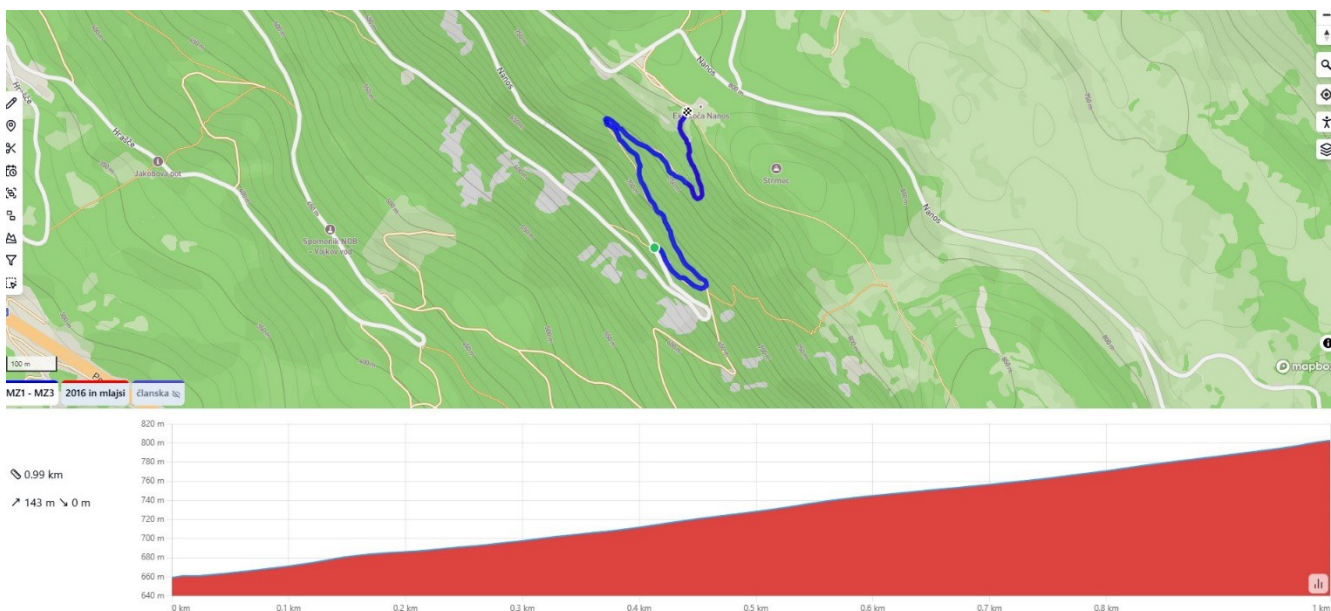 Hrašče
Hrašče
Jakobova pot
Spomenik NOB
- Vojkov vod
Nanos
Nanos
Nanos
Strmec
100 m
mapbo
MZ1 - MZ3
2016 in mlajsi
članska
0.99 km
↗ 143 m ↘ 0 m
820 m
800 m
780 m
760 m
740 m
720 m
700 m
680 m
660 m
640 m
0 km
0.1 km
0.2 km
0.3 km
0.4 km
0.5 km
0.6 km
0.7 km
0.8 km
1 km